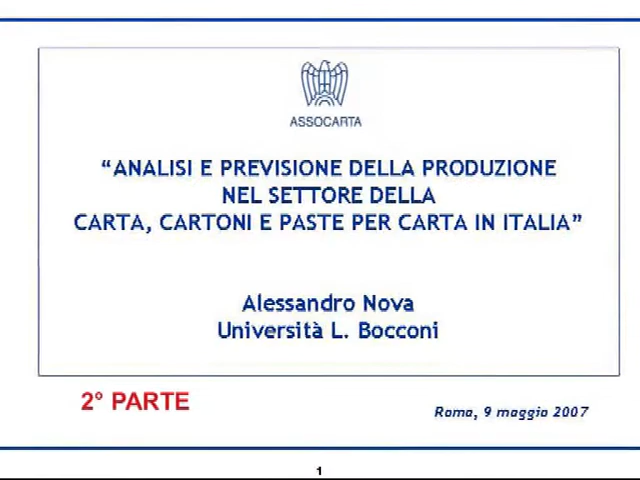 ASSOCARTA
“ANALISI E PREVISIONE DELLA PRODUZIONE
NEL SETTORE DELLA
CARTA, CARTONI E PASTE PER CARTA IN ITALIA”
Alessandro Nova
Università L. Bocconi
2° PARTE
Roma, 9 maggio 2007
1